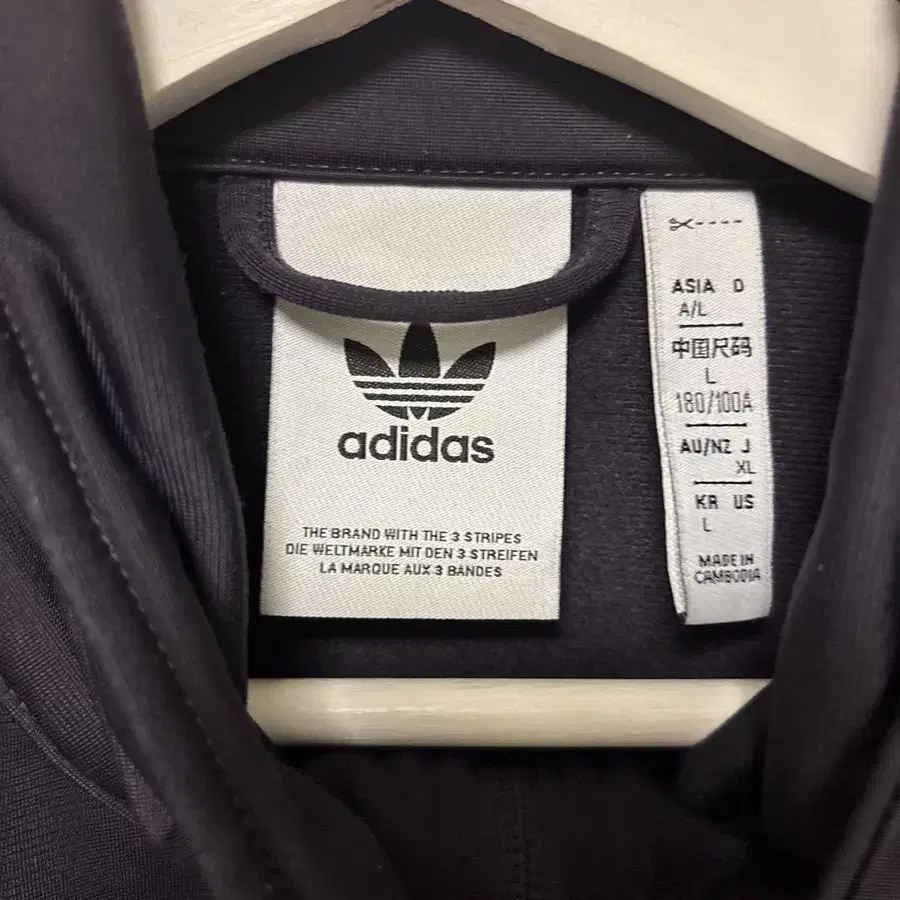 adidas
THE BRAND WITH THE 3 STRIPES
DIE WELTMARKE MIT DEN 3 STREIFEN
LA MARQUE AUX 3 BANDES
ASIA D
A/L
中国尺码
L
180/100A
AU/NZ J
XL
KR US
L
MADE IN
CAMBODIA